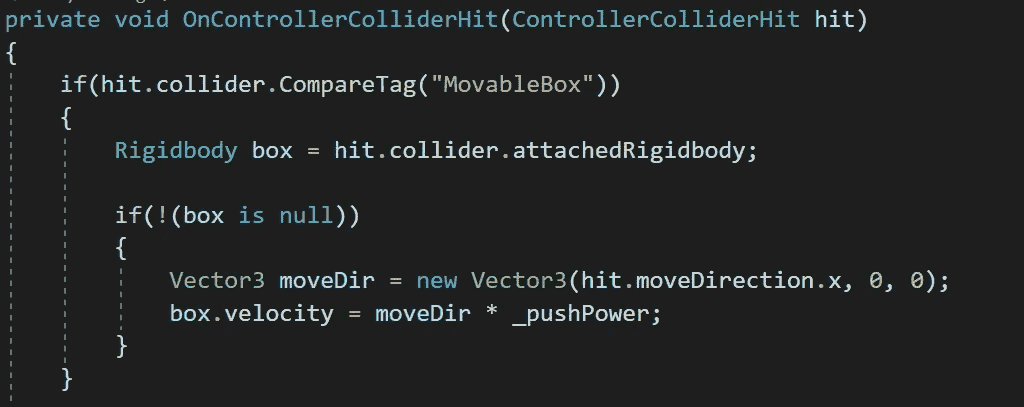 private void OnControllerColliderHit(ControllerColliderHit hit)
{
if(hit.collider.CompareTag("MovableBox"))
{
Rigidbody box = hit.collider.attachedRigidbody;
if(!(box is null))
{
Vector3 moveDir = new Vector3(hit.moveDirection.x, 0, 0);
box.velocity = moveDir * _pushPower;
}
}